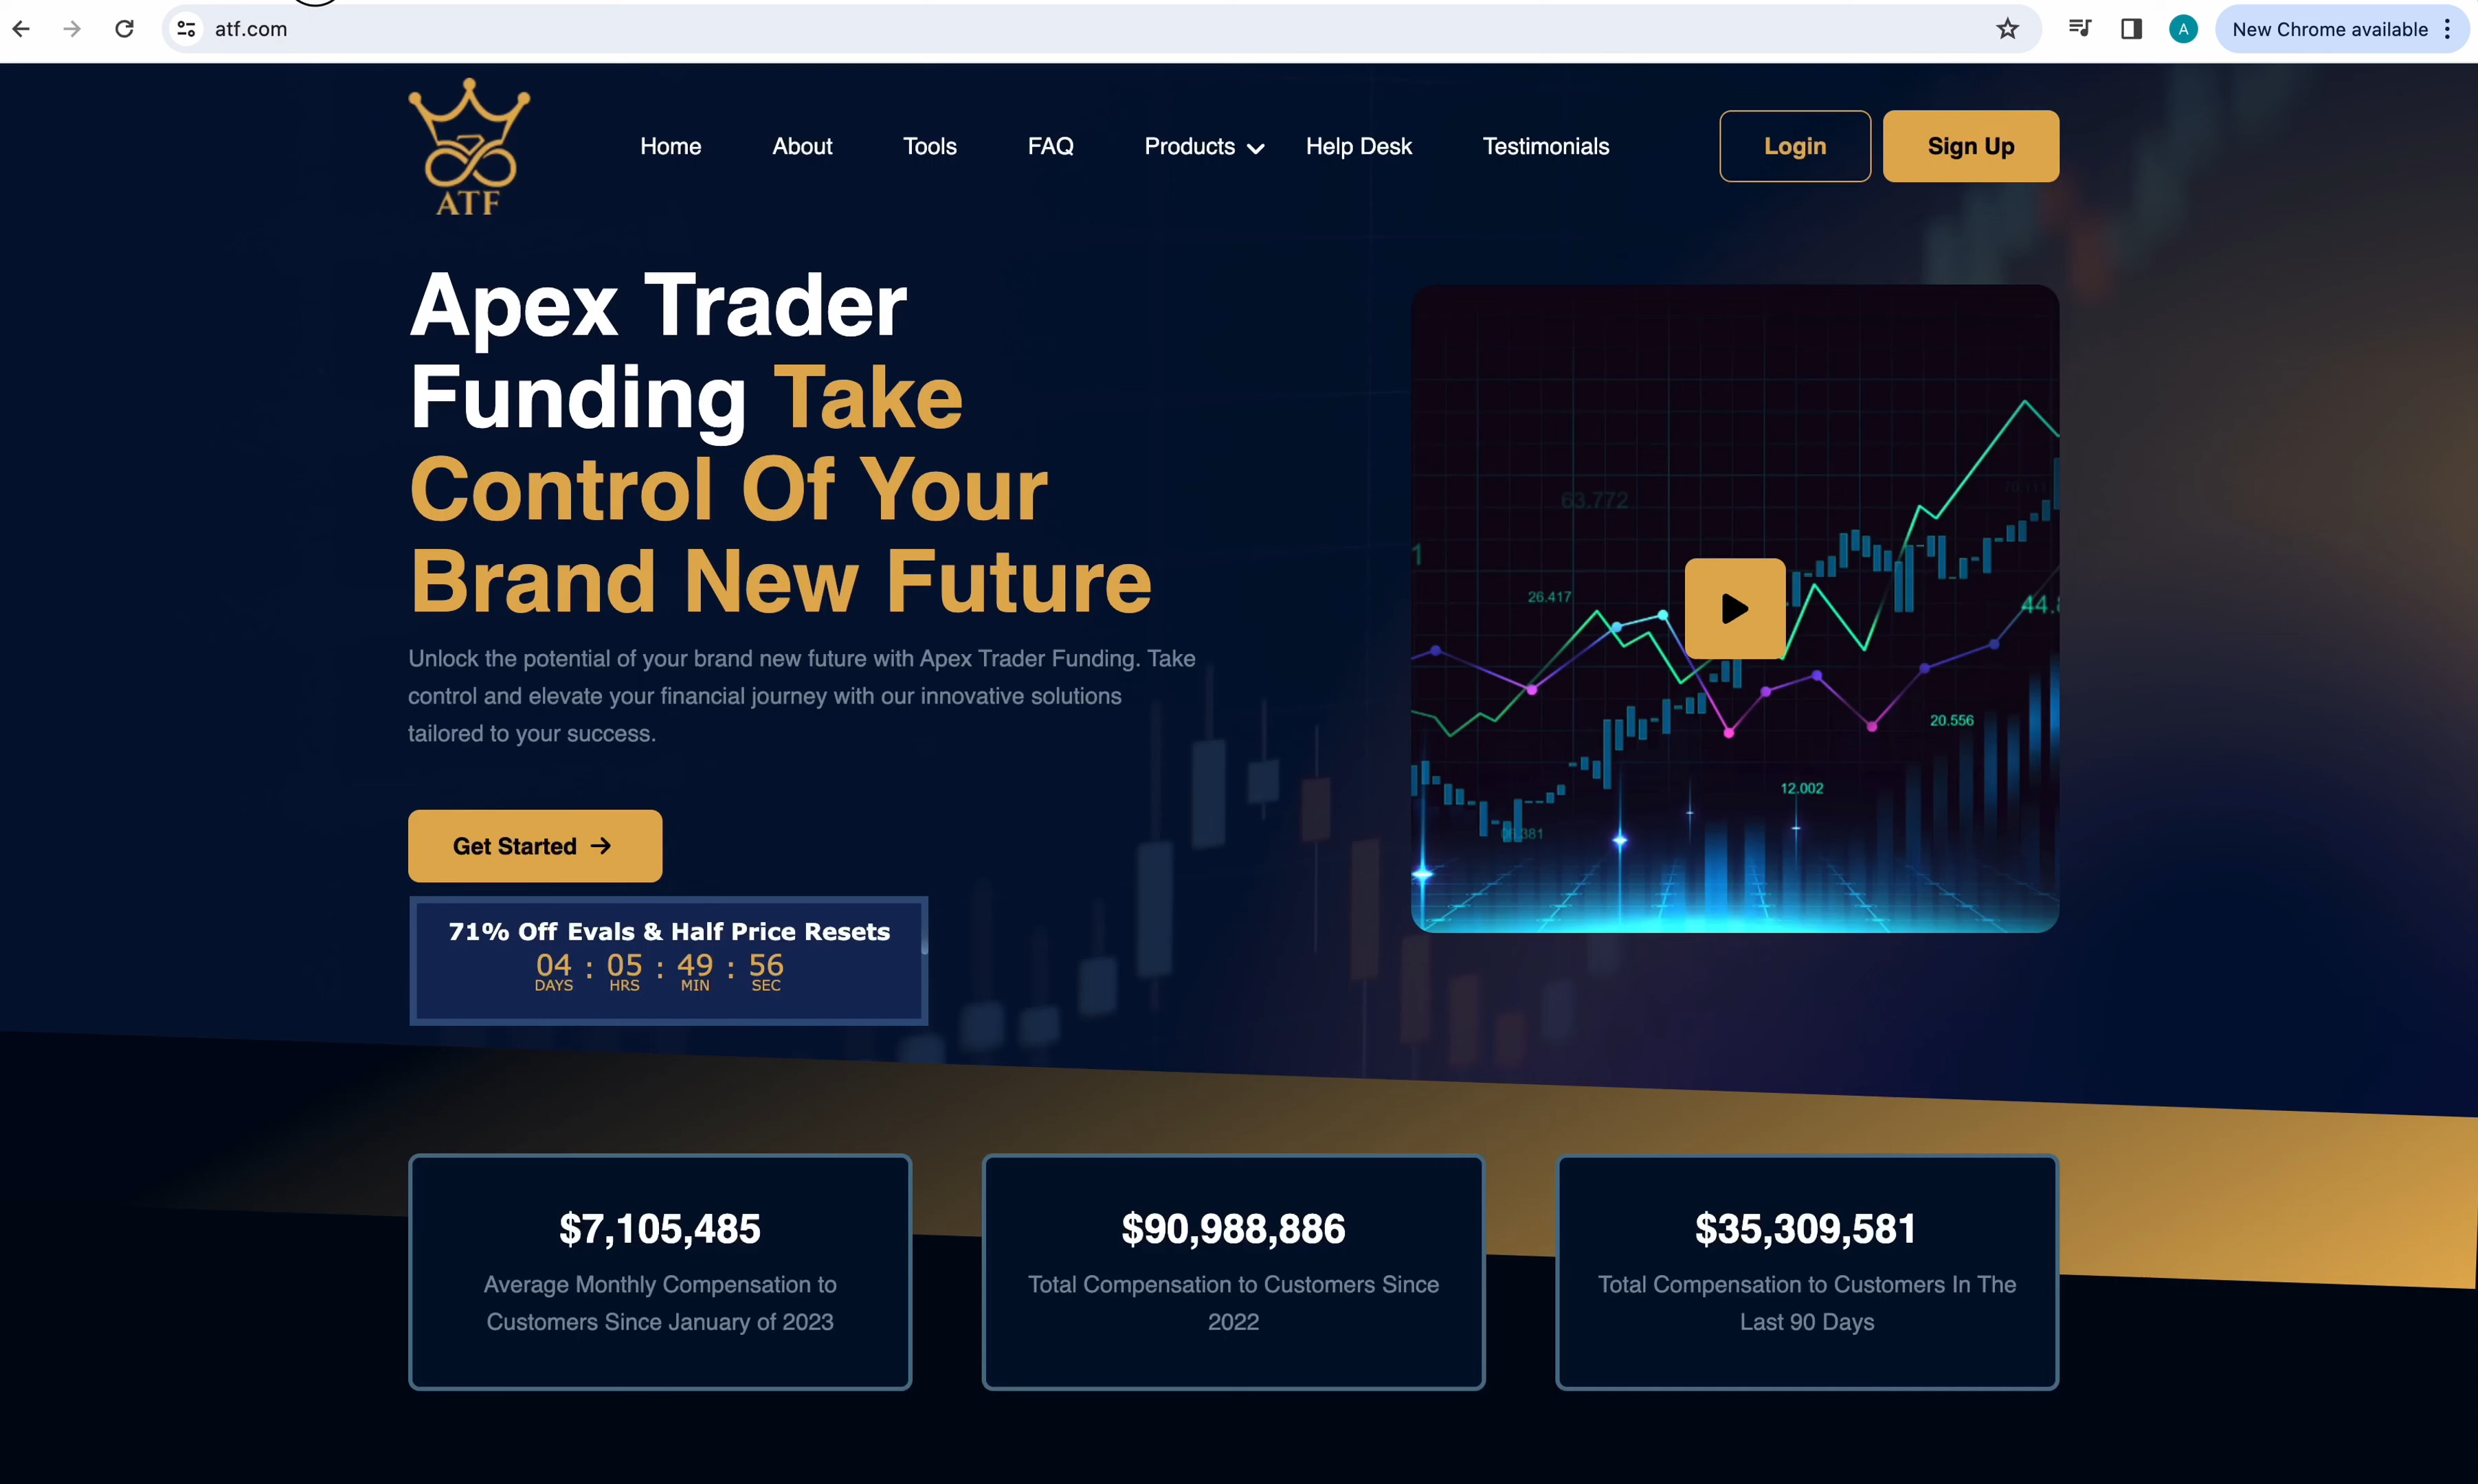 atf.com
A
New Chrome available
ATF
Home
About
Tools
FAQ
Products
Help Desk
Testimonials
Login
Sign Up
Apex Trader
Funding Take
Control Of Your
Brand New Future
Unlock the potential of your brand new future with Apex Trader Funding. Take
control and elevate your financial journey with our innovative solutions
tailored to your success.
Get Started
71% Off Evals & Half Price Resets
04 : 05 : 49 : 56
DAYS HRS MIN SEC
63.772
1
26.417
44.8
20.556
12.002
$7,105,485
Average Monthly Compensation to
Customers Since January of 2023
$90,988,886
Total Compensation to Customers Since
2022
$35,309,581
Total Compensation to Customers In The
Last 90 Days